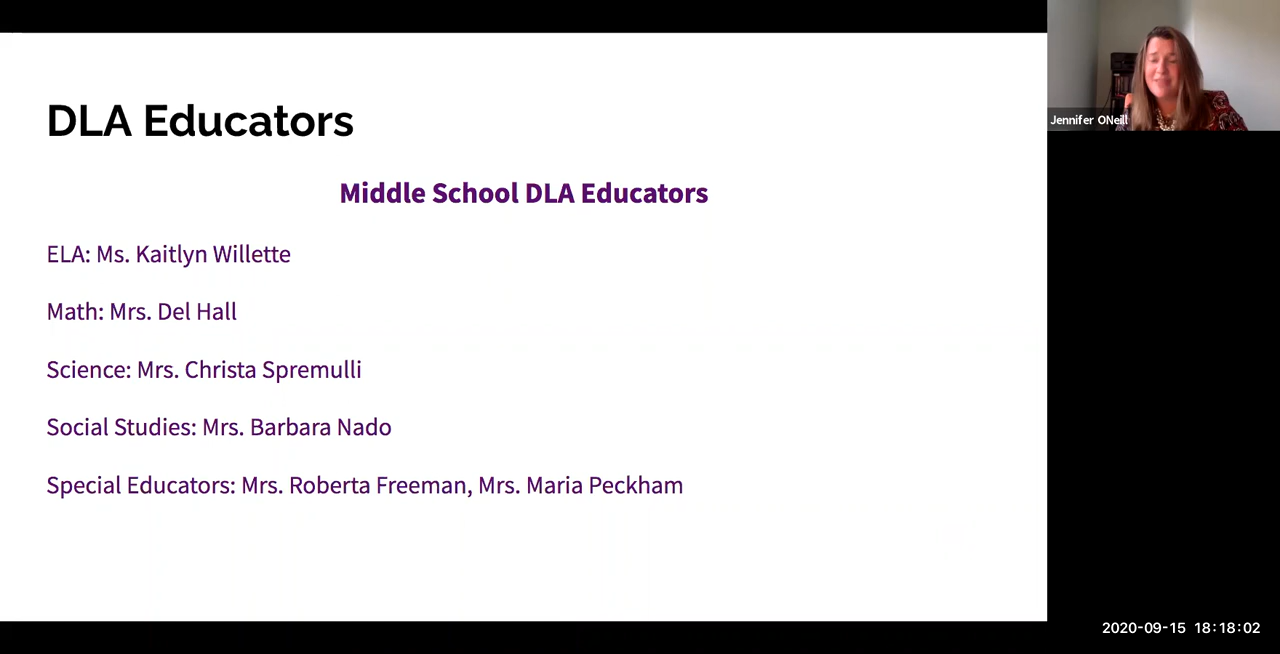 DLA Educators
Middle School DLA Educators
ELA: Ms. Kaitlyn Willette
Math: Mrs. Del Hall
Science: Mrs. Christa Spremulli
Social Studies: Mrs. Barbara Nado
Special Educators: Mrs. Roberta Freeman, Mrs. Maria Peckham
Jennifer ONeill
2020-09-15 18:18:02